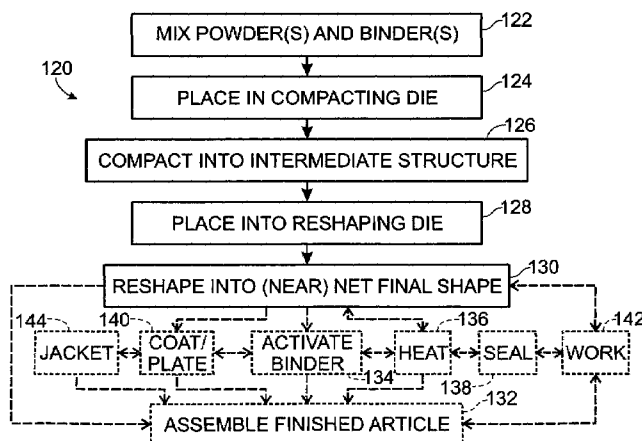 MIX POWDER(S) AND BINDER(S)
122
120
PLACE IN COMPACTING DIE
124
126
COMPACT INTO INTERMEDIATE STRUCTURE
PLACE INTO RESHAPING DIE
128
RESHAPE INTO (NEAR) NET FINAL SHAPE
130
144
140
136
142
JACKET
COAT/
PLATE
ACTIVATE
BINDER
HEAT
SEAL
WORK
134
138
132
ASSEMBLE FINISHED ARTICLE